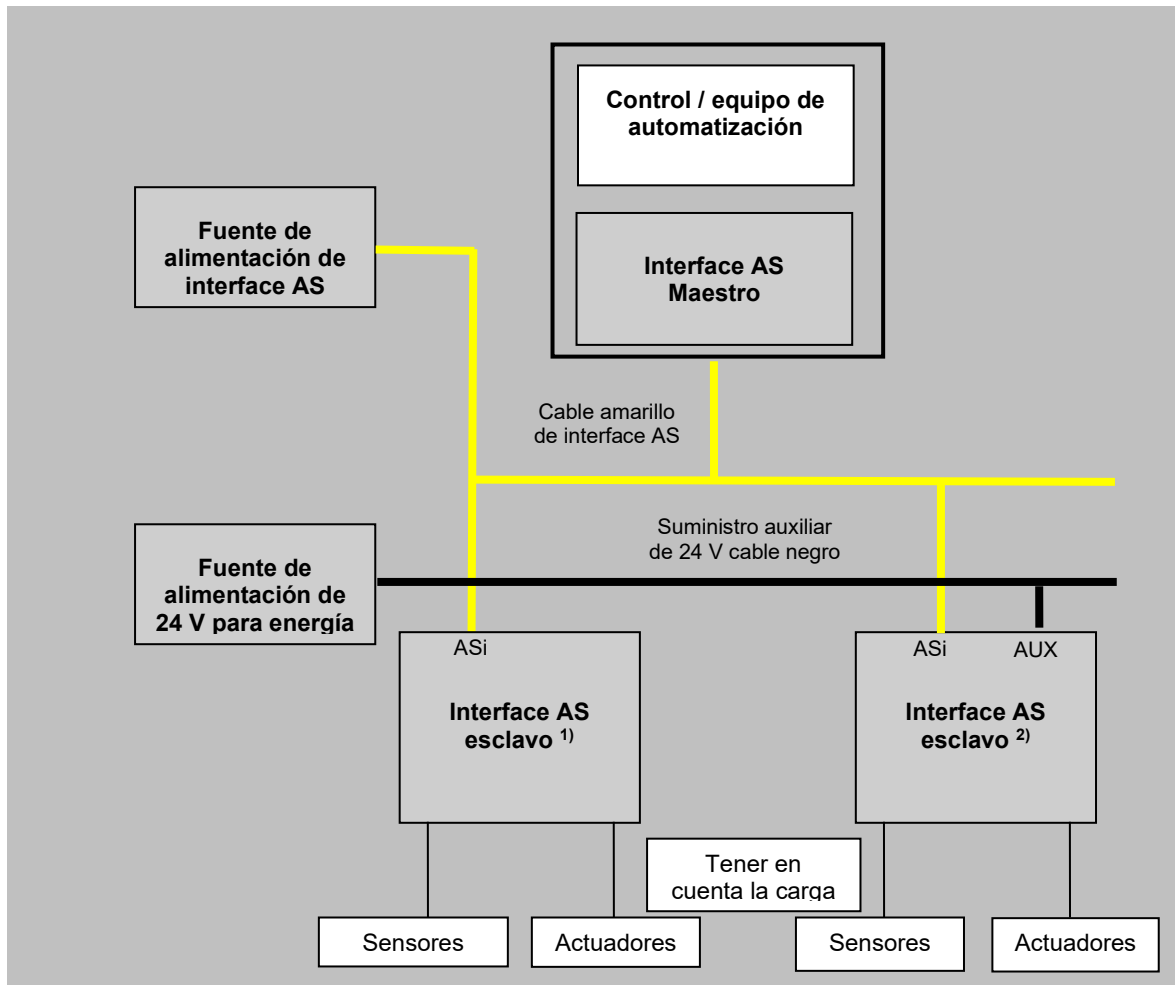 Control / equipo de
automatización
Fuente de
alimentación de
interface AS
Interface AS
Maestro
Cable amarillo
de interface AS
Suministro auxiliar
de 24 V cable negro
Fuente de
alimentación de
24 V para energía
ASi
ASi
AUX
Interface AS
esclavo 1)
Interface AS
esclavo 2)
Tener en
cuenta la carga
Sensores
Actuadores
Sensores
Actuadores